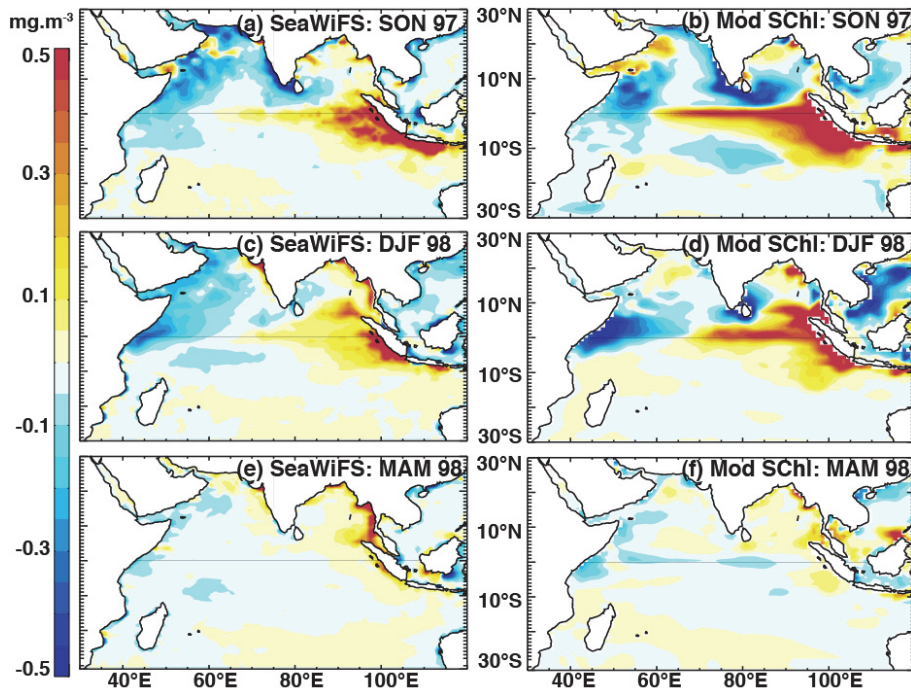 mg.m⁻³
0.5
0.3
0.1
-0.1
-0.3
-0.5
(a) SeaWiFS: SON 97
(b) Mod SChl: SON 97
30°N
10°N
10°S
30°S
(c) SeaWiFS: DJF 98
(d) Mod SChl: DJF 98
30°N
10°N
10°S
30°S
(e) SeaWiFS: MAM 98
(f) Mod SChl: MAM 98
30°N
10°N
10°S
30°S
40°E 60°E 80°E 100°E
40°E 60°E 80°E 100°E